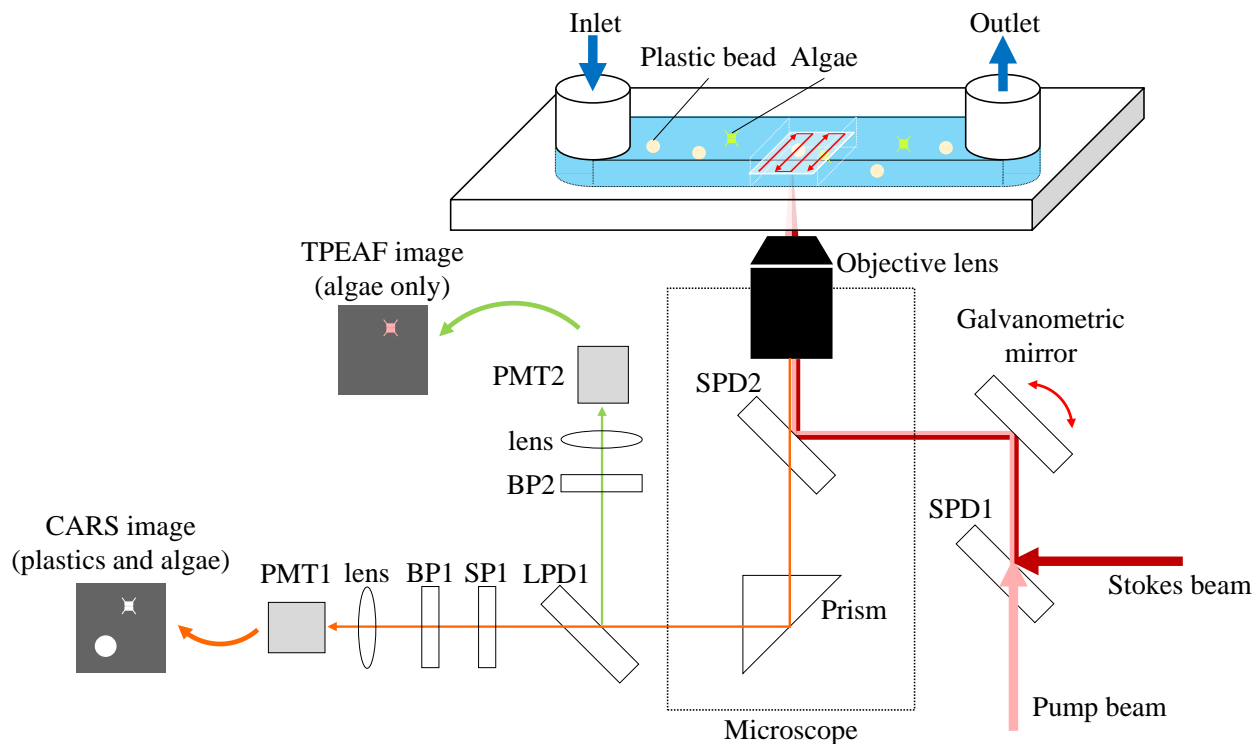 Inlet
Outlet
Plastic bead
Algae
TPEAF image
(algae only)
Objective lens
Galvanometric
mirror
PMT2
SPD2
lens
BP2
SPD1
CARS image
(plastics and algae)
PMT1
lens
BP1
SP1
LPD1
Prism
Stokes beam
Pump beam
Microscope